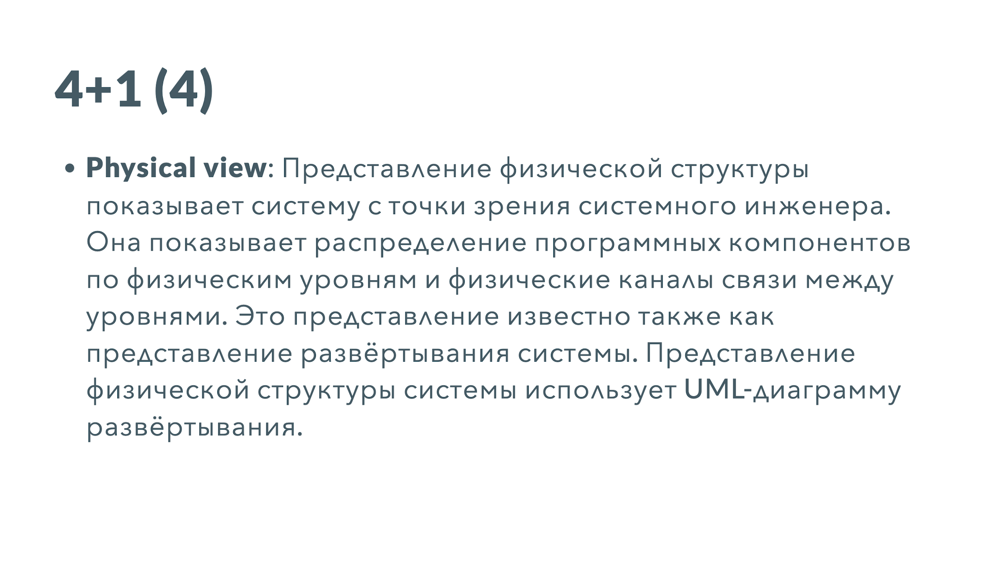 4+1 (4)
• Physical view: Представление физической структуры
показывает систему с точки зрения системного инженера.
Она показывает распределение программных компонентов
по физическим уровням и физические каналы связи между
уровнями. Это представление известно также как
представление развёртывания системы. Представление
физической структуры системы использует UML-диаграмму
развёртывания.